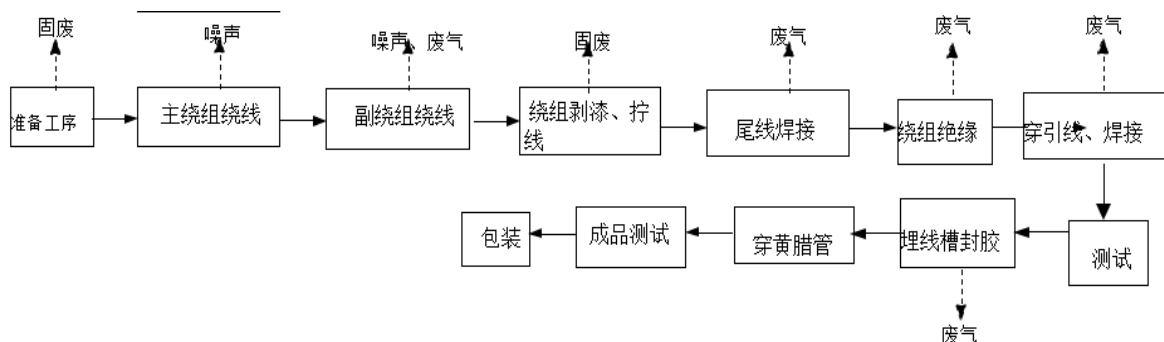 固废
噪声
噪声、废气
固废
废气
废气
废气
准备工序
主绕组绕线
副绕组绕线
绕组剥漆、拧
线
尾线焊接
绕组绝缘
穿引线、焊接
包装
成品测试
穿黄腊管
埋线槽封胶
测试
废气